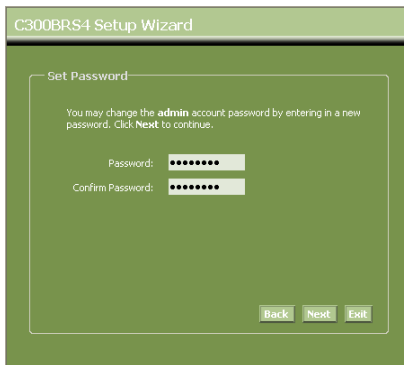 C300BRS4 Setup Wizard
Set Password
You may change the admin account password by entering in a new
password. Click Next to continue.
Password: ••••••••
Confirm Password: ••••••••
Back Next Exit